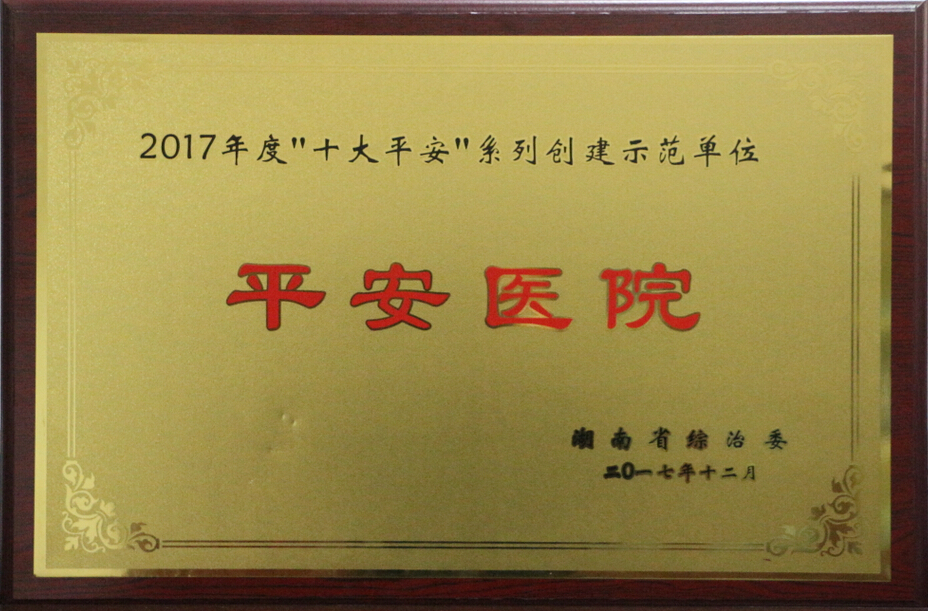 2017年度"十大平安"系列创建示范单位
平安医院
湖南省综治委
二0一七年十二月